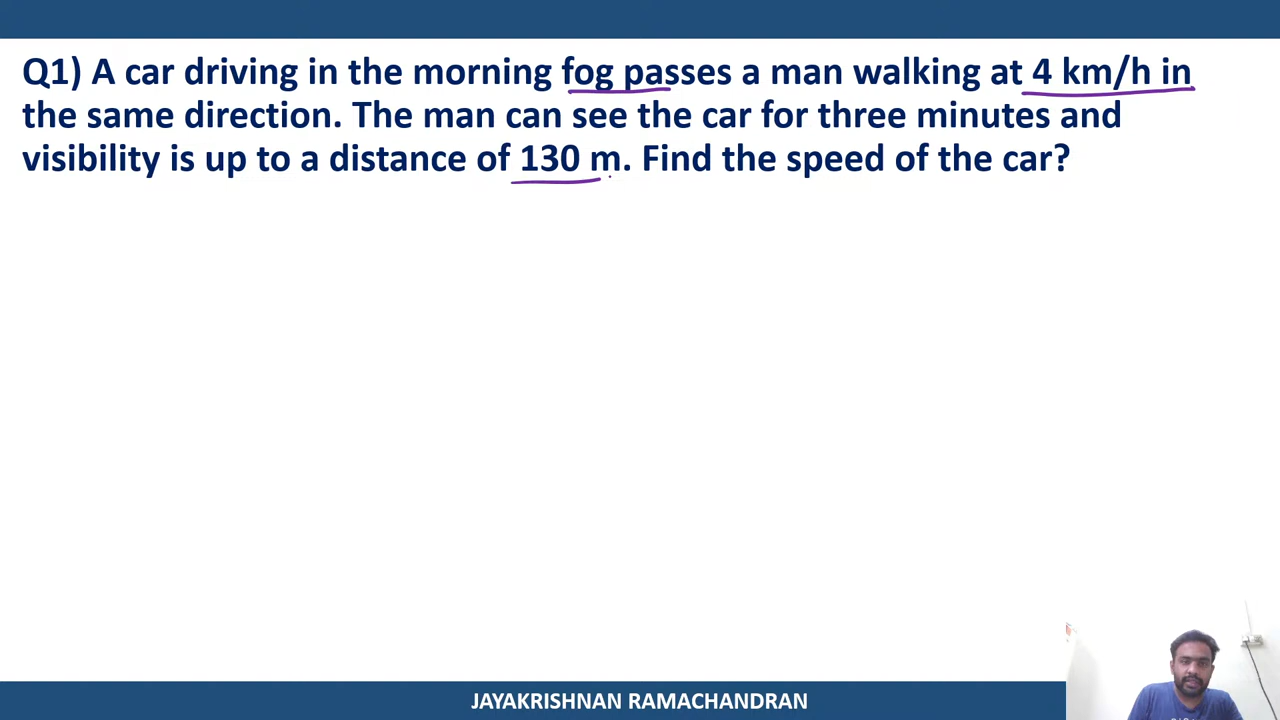 Q1) A car driving in the morning fog passes a man walking at 4 km/h in
the same direction. The man can see the car for three minutes and
visibility is up to a distance of 130 m. Find the speed of the car?
JAYAKRISHNAN RAMACHANDRAN